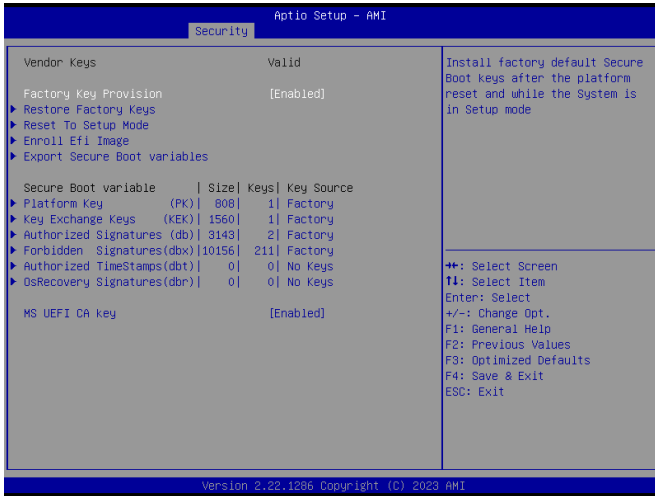 Aptio Setup - AMI
Security
Vendor Keys Valid
Factory Key Provision [Enabled]
Restore Factory Keys
Reset To Setup Mode
Enroll Efi Image
Export Secure Boot variables
Secure Boot variable | Size| Keys| Key Source
Platform Key (PK)| 808| 1| Factory
Key Exchange Keys (KEK)| 1560| 1| Factory
Authorized Signatures (db)| 3143| 2| Factory
Forbidden Signatures(dbx)|10156| 211| Factory
Authorized TimeStamps(dbt)| 0| 0| No Keys
OsRecovery Signatures(dbr)| 0| 0| No Keys
MS UEFI CA key [Enabled]
Install factory default Secure
Boot keys after the platform
reset and while the System is
in Setup mode
→←: Select Screen
↑↓: Select Item
Enter: Select
+/-: Change Opt.
F1: General Help
F2: Previous Values
F3: Optimized Defaults
F4: Save & Exit
ESC: Exit
Version 2.22.1286 Copyright (C) 2023 AMI